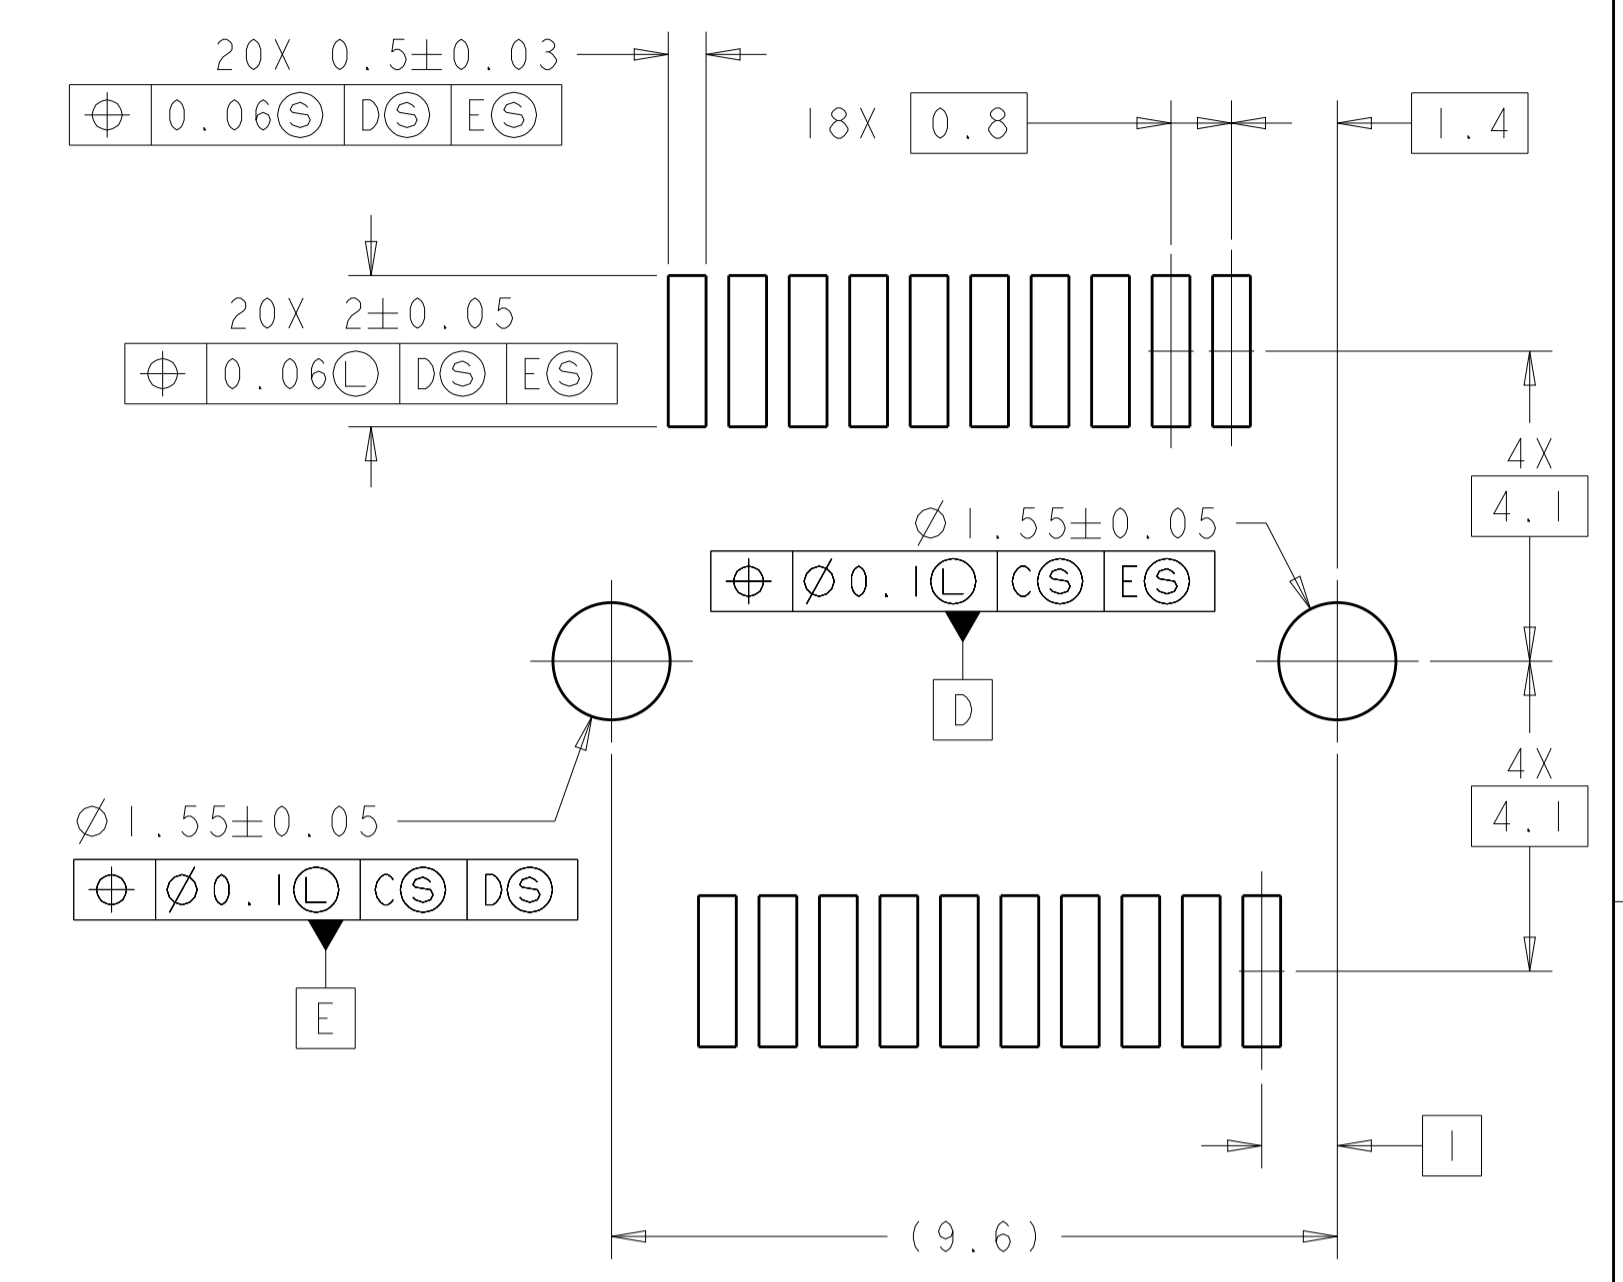 20X 0.5±0.03
⌖ 0.06Ⓢ DⓈ EⓈ
18X 0.8
1.4
20X 2±0.05
⌖ 0.06Ⓛ DⓈ EⓈ
4X
4.1
Ø1.55±0.05
⌖ Ø0.1Ⓛ CⓈ EⓈ
D
4X
4.1
Ø1.55±0.05
⌖ Ø0.1Ⓛ CⓈ DⓈ
E
1
(9.6)